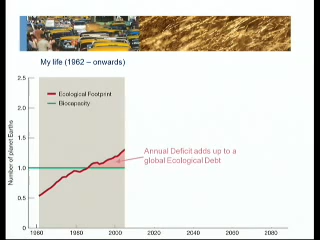 My life (1962 – onwards)
2.5
Ecological Footprint
Biocapacity
2.0
1.5
Annual Deficit adds up to a
global Ecological Debt
1.0
0.5
0
Number of planet Earths
1960 1980 2000 2020 2040 2060 2080